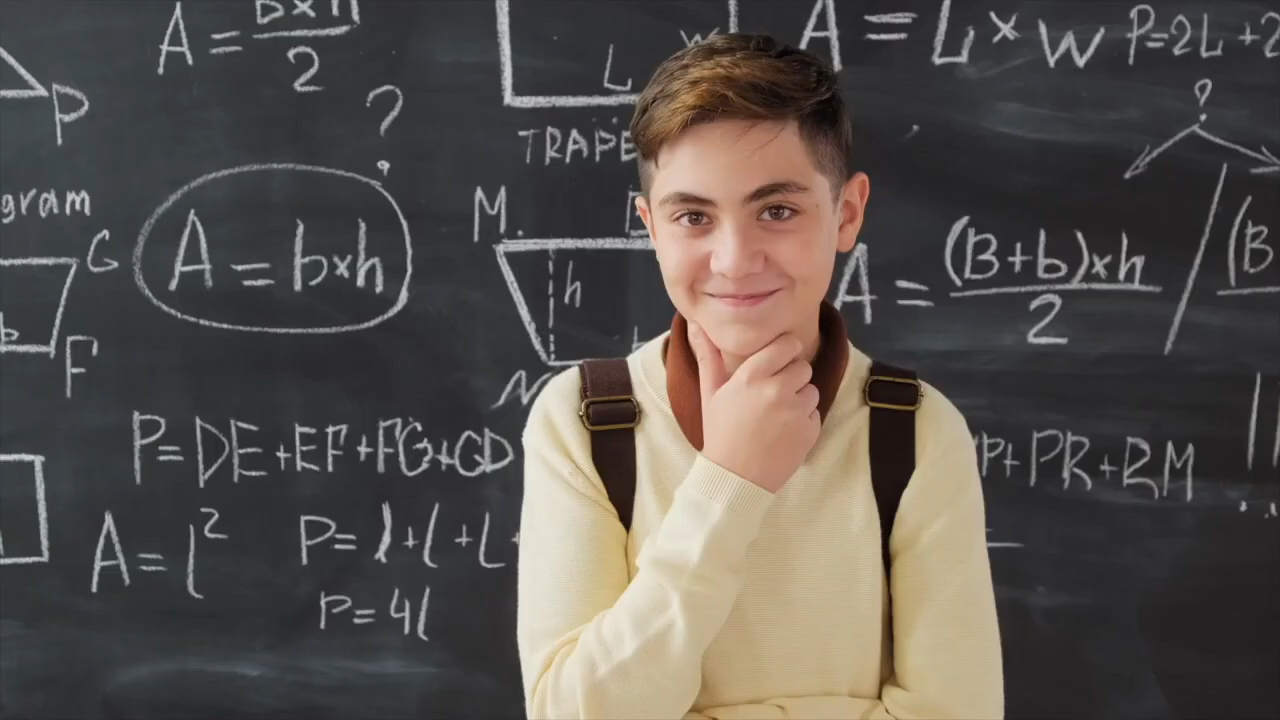 A = b×h
2
W
L
A = L×W
P=2L+2
P
?
?
TRAPE
gram
M.
G
A = b×h
h
A = (B+b)×h
2
(B
b
F
N
P=DE+EF+FG+GD
P+PR+RM
A=l²
P=l+l+l+
P=4l